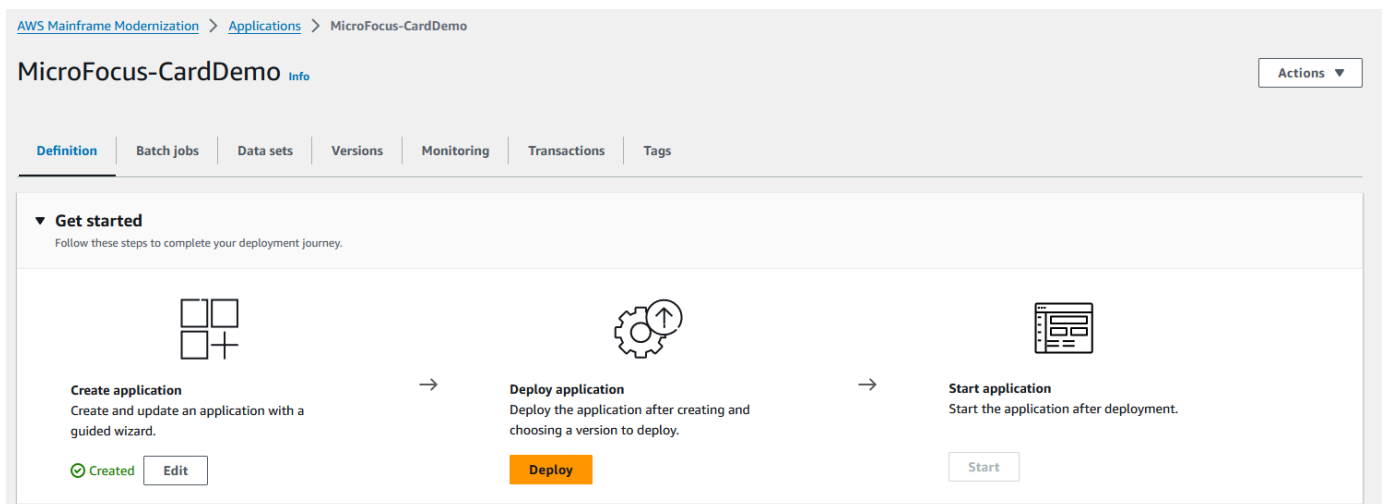 AWS Mainframe Modernization > Applications > MicroFocus-CardDemo
MicroFocus-CardDemo Info
Actions ▼
Definition Batch jobs Data sets Versions Monitoring Transactions Tags
▼ Get started
Follow these steps to complete your deployment journey.
Create application
Create and update an application with a
guided wizard.
Created Edit
→
Deploy application
Deploy the application after creating and
choosing a version to deploy.
Deploy
→
Start application
Start the application after deployment.
Start